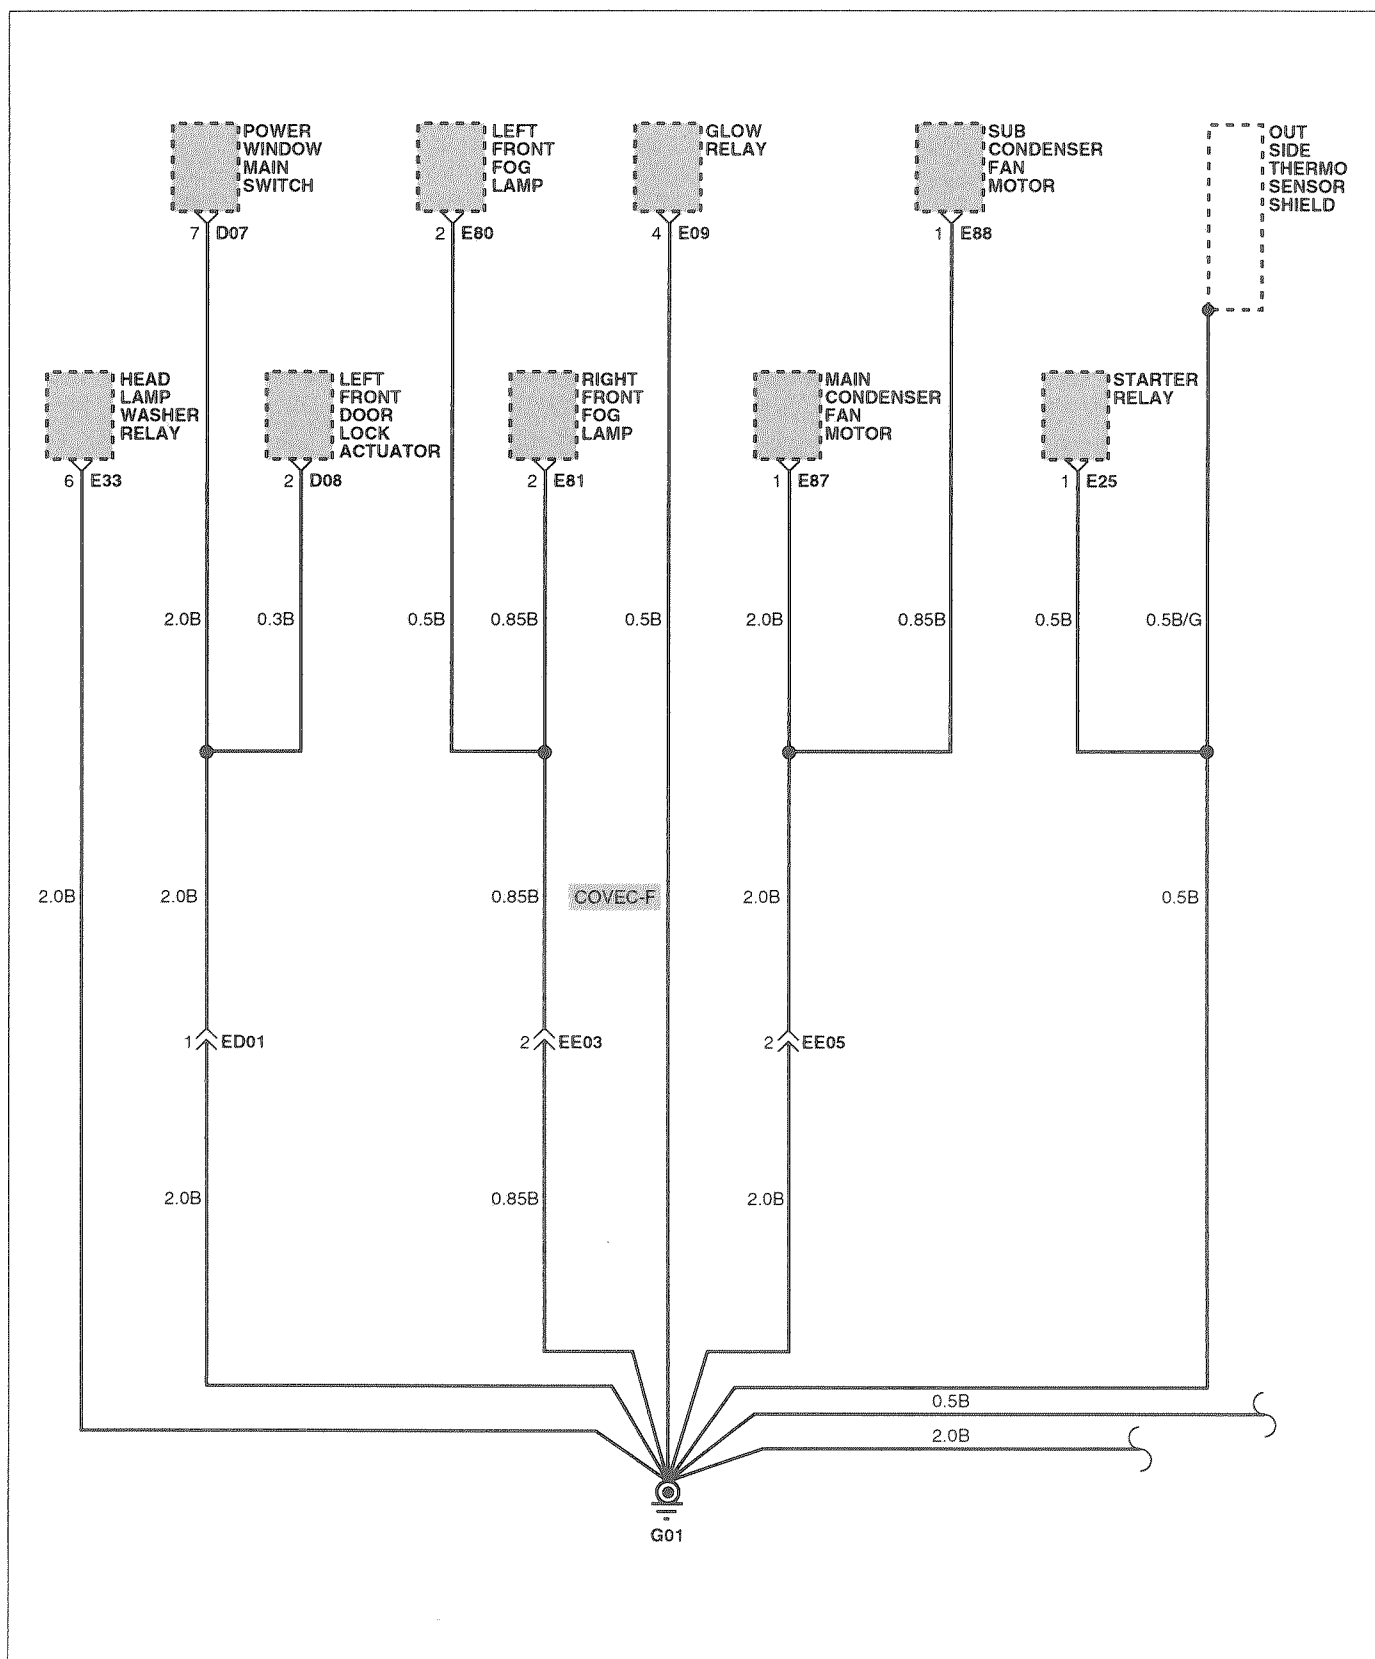 POWER
WINDOW
MAIN
SWITCH
LEFT
FRONT
FOG
LAMP
GLOW
RELAY
SUB
CONDENSER
FAN
MOTOR
OUT
SIDE
THERMO
SENSOR
SHIELD
7 D07
2 E80
4 E09
1 E88
HEAD
LAMP
WASHER
RELAY
LEFT
FRONT
DOOR
LOCK
ACTUATOR
RIGHT
FRONT
FOG
LAMP
MAIN
CONDENSER
FAN
MOTOR
STARTER
RELAY
6 E33
2 D08
2 E81
1 E87
1 E25
2.0B
0.3B
0.5B
0.85B
0.5B
2.0B
0.85B
0.5B
0.5B/G
2.0B
2.0B
0.85B
COVEC-F
2.0B
0.5B
1 ED01
2 EE03
2 EE05
2.0B
0.85B
2.0B
0.5B
2.0B
G01